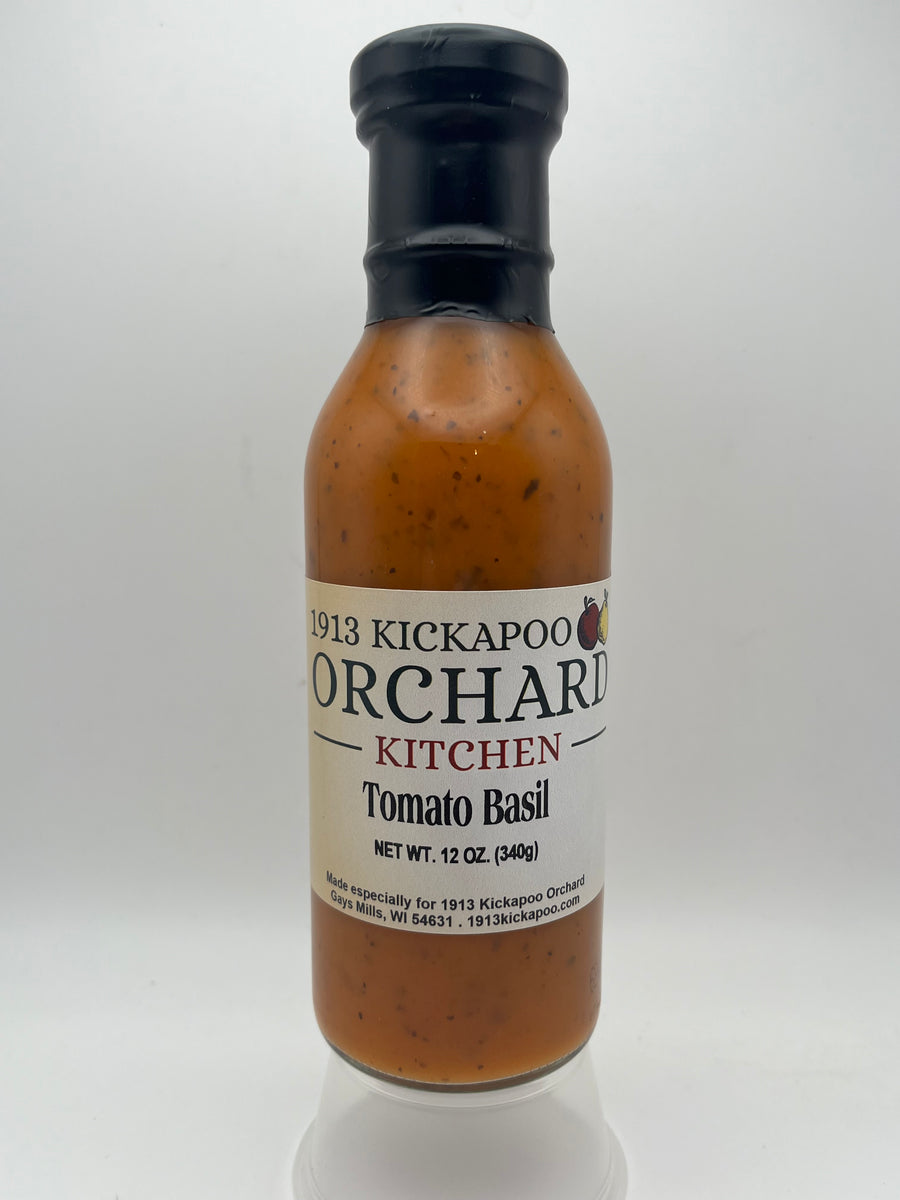 1913 KICKAPOO
ORCHARD
KITCHEN
Tomato Basil
NET WT. 12 OZ. (340g)
Made especially for 1913 Kickapoo Orchard
Gays Mills, WI 54631 . 1913kickapoo.com